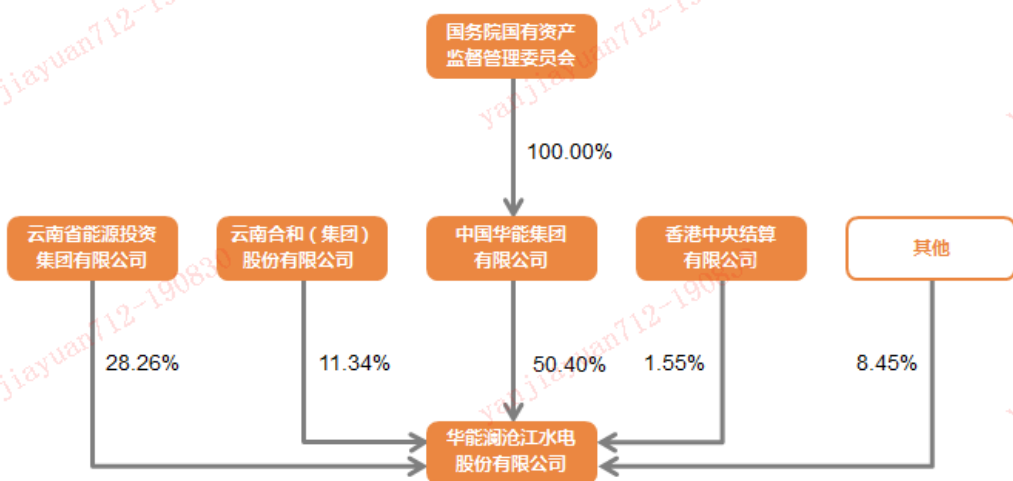 国务院国有资产
监督管理委员会
100.00%
云南省能源投资
集团有限公司
云南合和（集团）
股份有限公司
中国华能集团
有限公司
香港中央结算
有限公司
其他
28.26%
11.34%
50.40%
1.55%
8.45%
华能澜沧江水电
股份有限公司
yanjiayuan712-190830